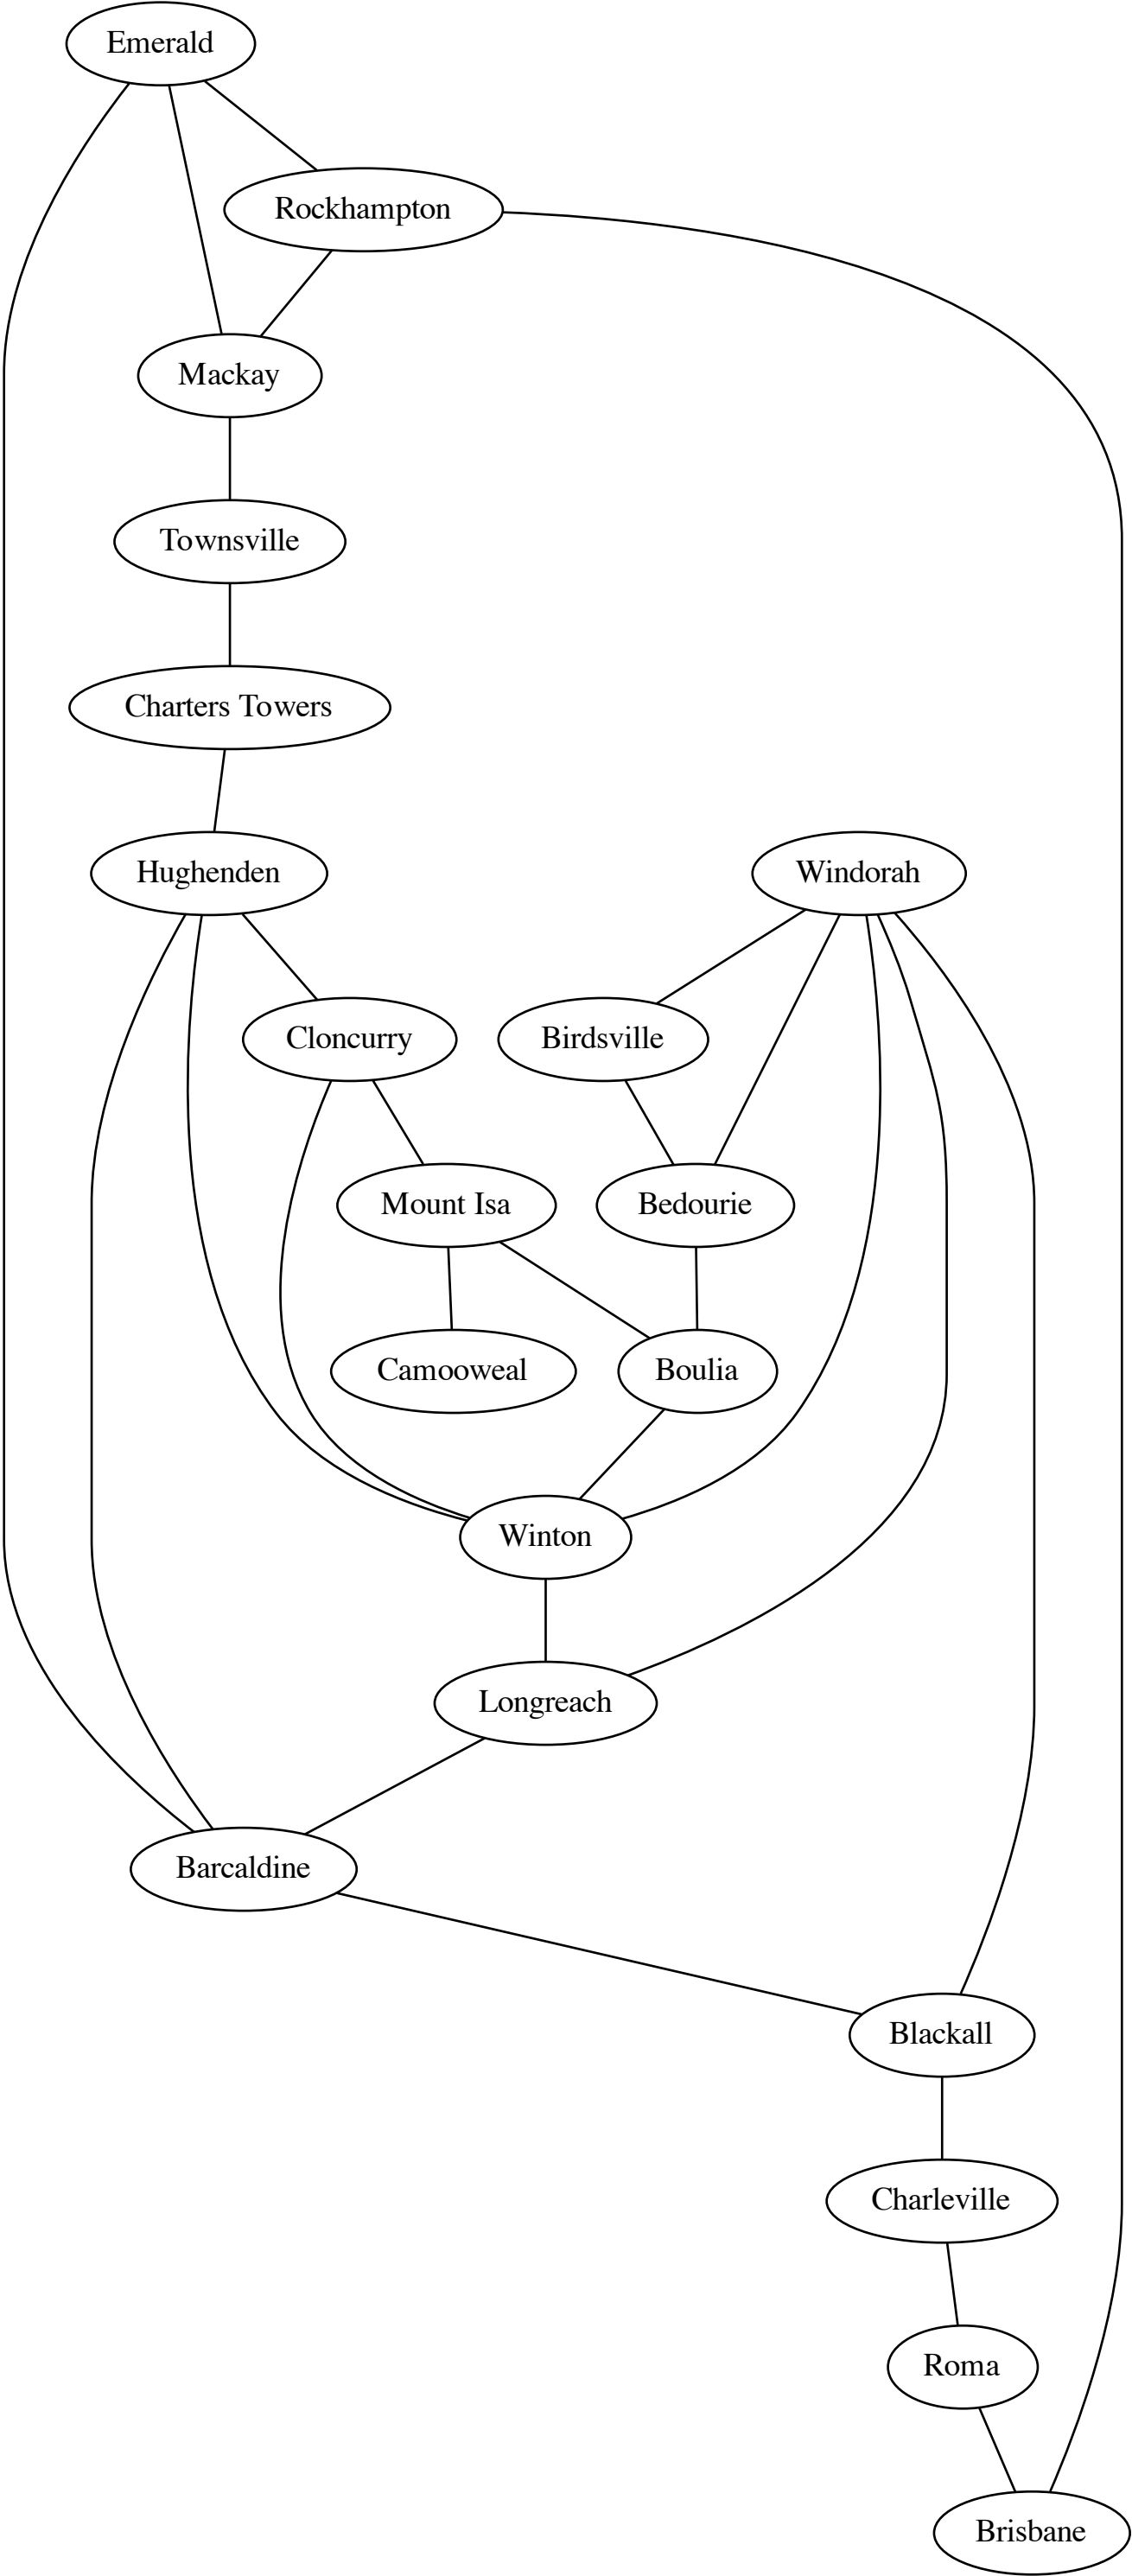 Emerald
Rockhampton
Mackay
Townsville
Charters Towers
Hughenden
Windorah
Cloncurry
Birdsville
Mount Isa
Bedourie
Camooweal
Boulia
Winton
Longreach
Barcaldine
Blackall
Charleville
Roma
Brisbane